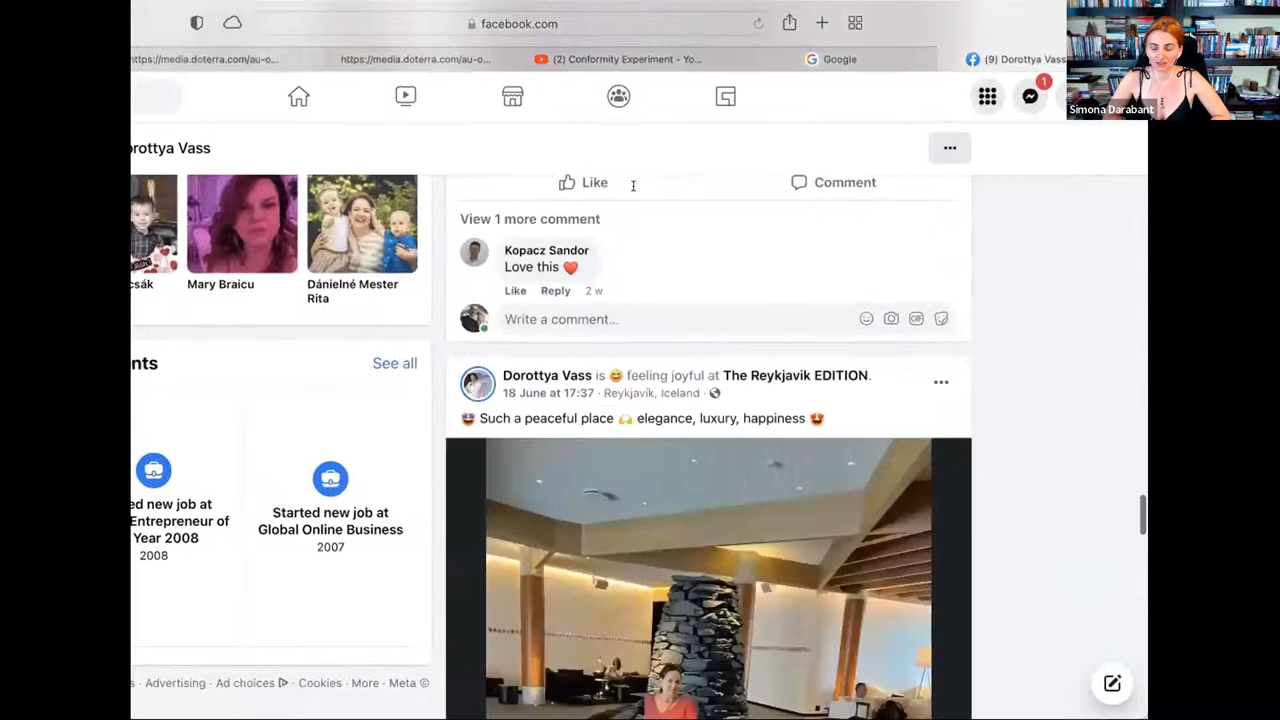 facebook.com
https://media.doterra.com/au-o...
https://media.doterra.com/au-o...
(2) Conformity Experiment - Yo...
Google
(9) Dorottya Vass
1
Simona Darabant
orottya Vass
...
Like
Comment
View 1 more comment
csák
Mary Braicu
Dánielné Mester
Rita
Kopacz Sandor
Love this ❤️
Like Reply 2 w
Write a comment...
GIF
nts
See all
Dorottya Vass is 😄 feeling joyful at The Reykjavik EDITION.
18 June at 17:37 · Reykjavík, Iceland ·
🤩 Such a peaceful place 🙌 elegance, luxury, happiness 🤩
ed new job at
Entrepreneur of
Year 2008
2008
Started new job at
Global Online Business
2007
s · Advertising · Ad choices · Cookies · More · Meta ©